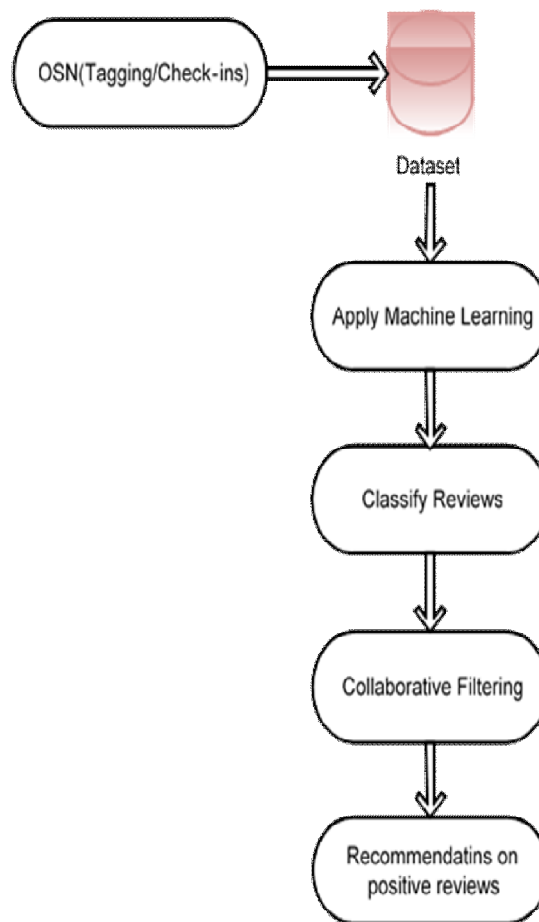 OSN(Tagging/Check-ins)
Dataset
Apply Machine Learning
Classify Reviews
Collaborative Filtering
Recommendatins on
positive reviews